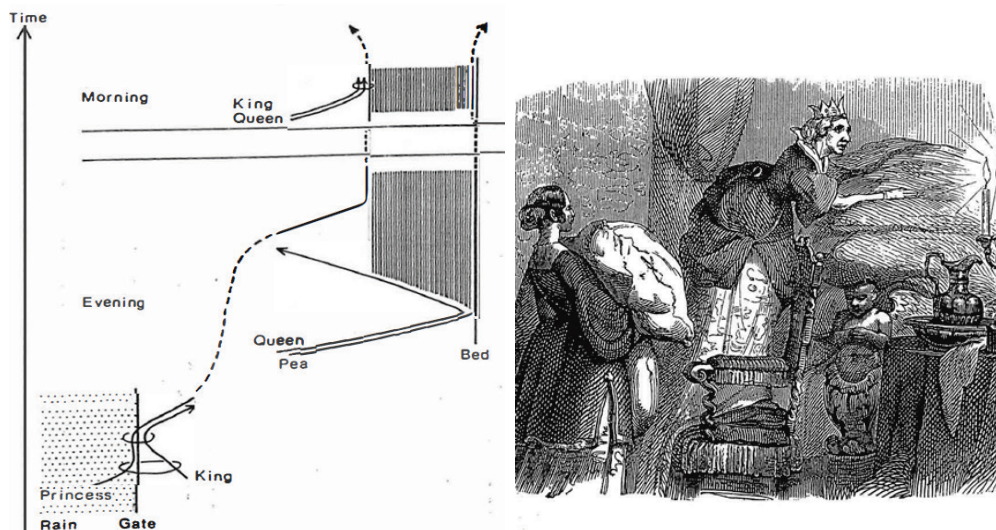 Time
Morning
King
Queen
Evening
Queen
Pea
Bed
King
Princess
Rain Gate